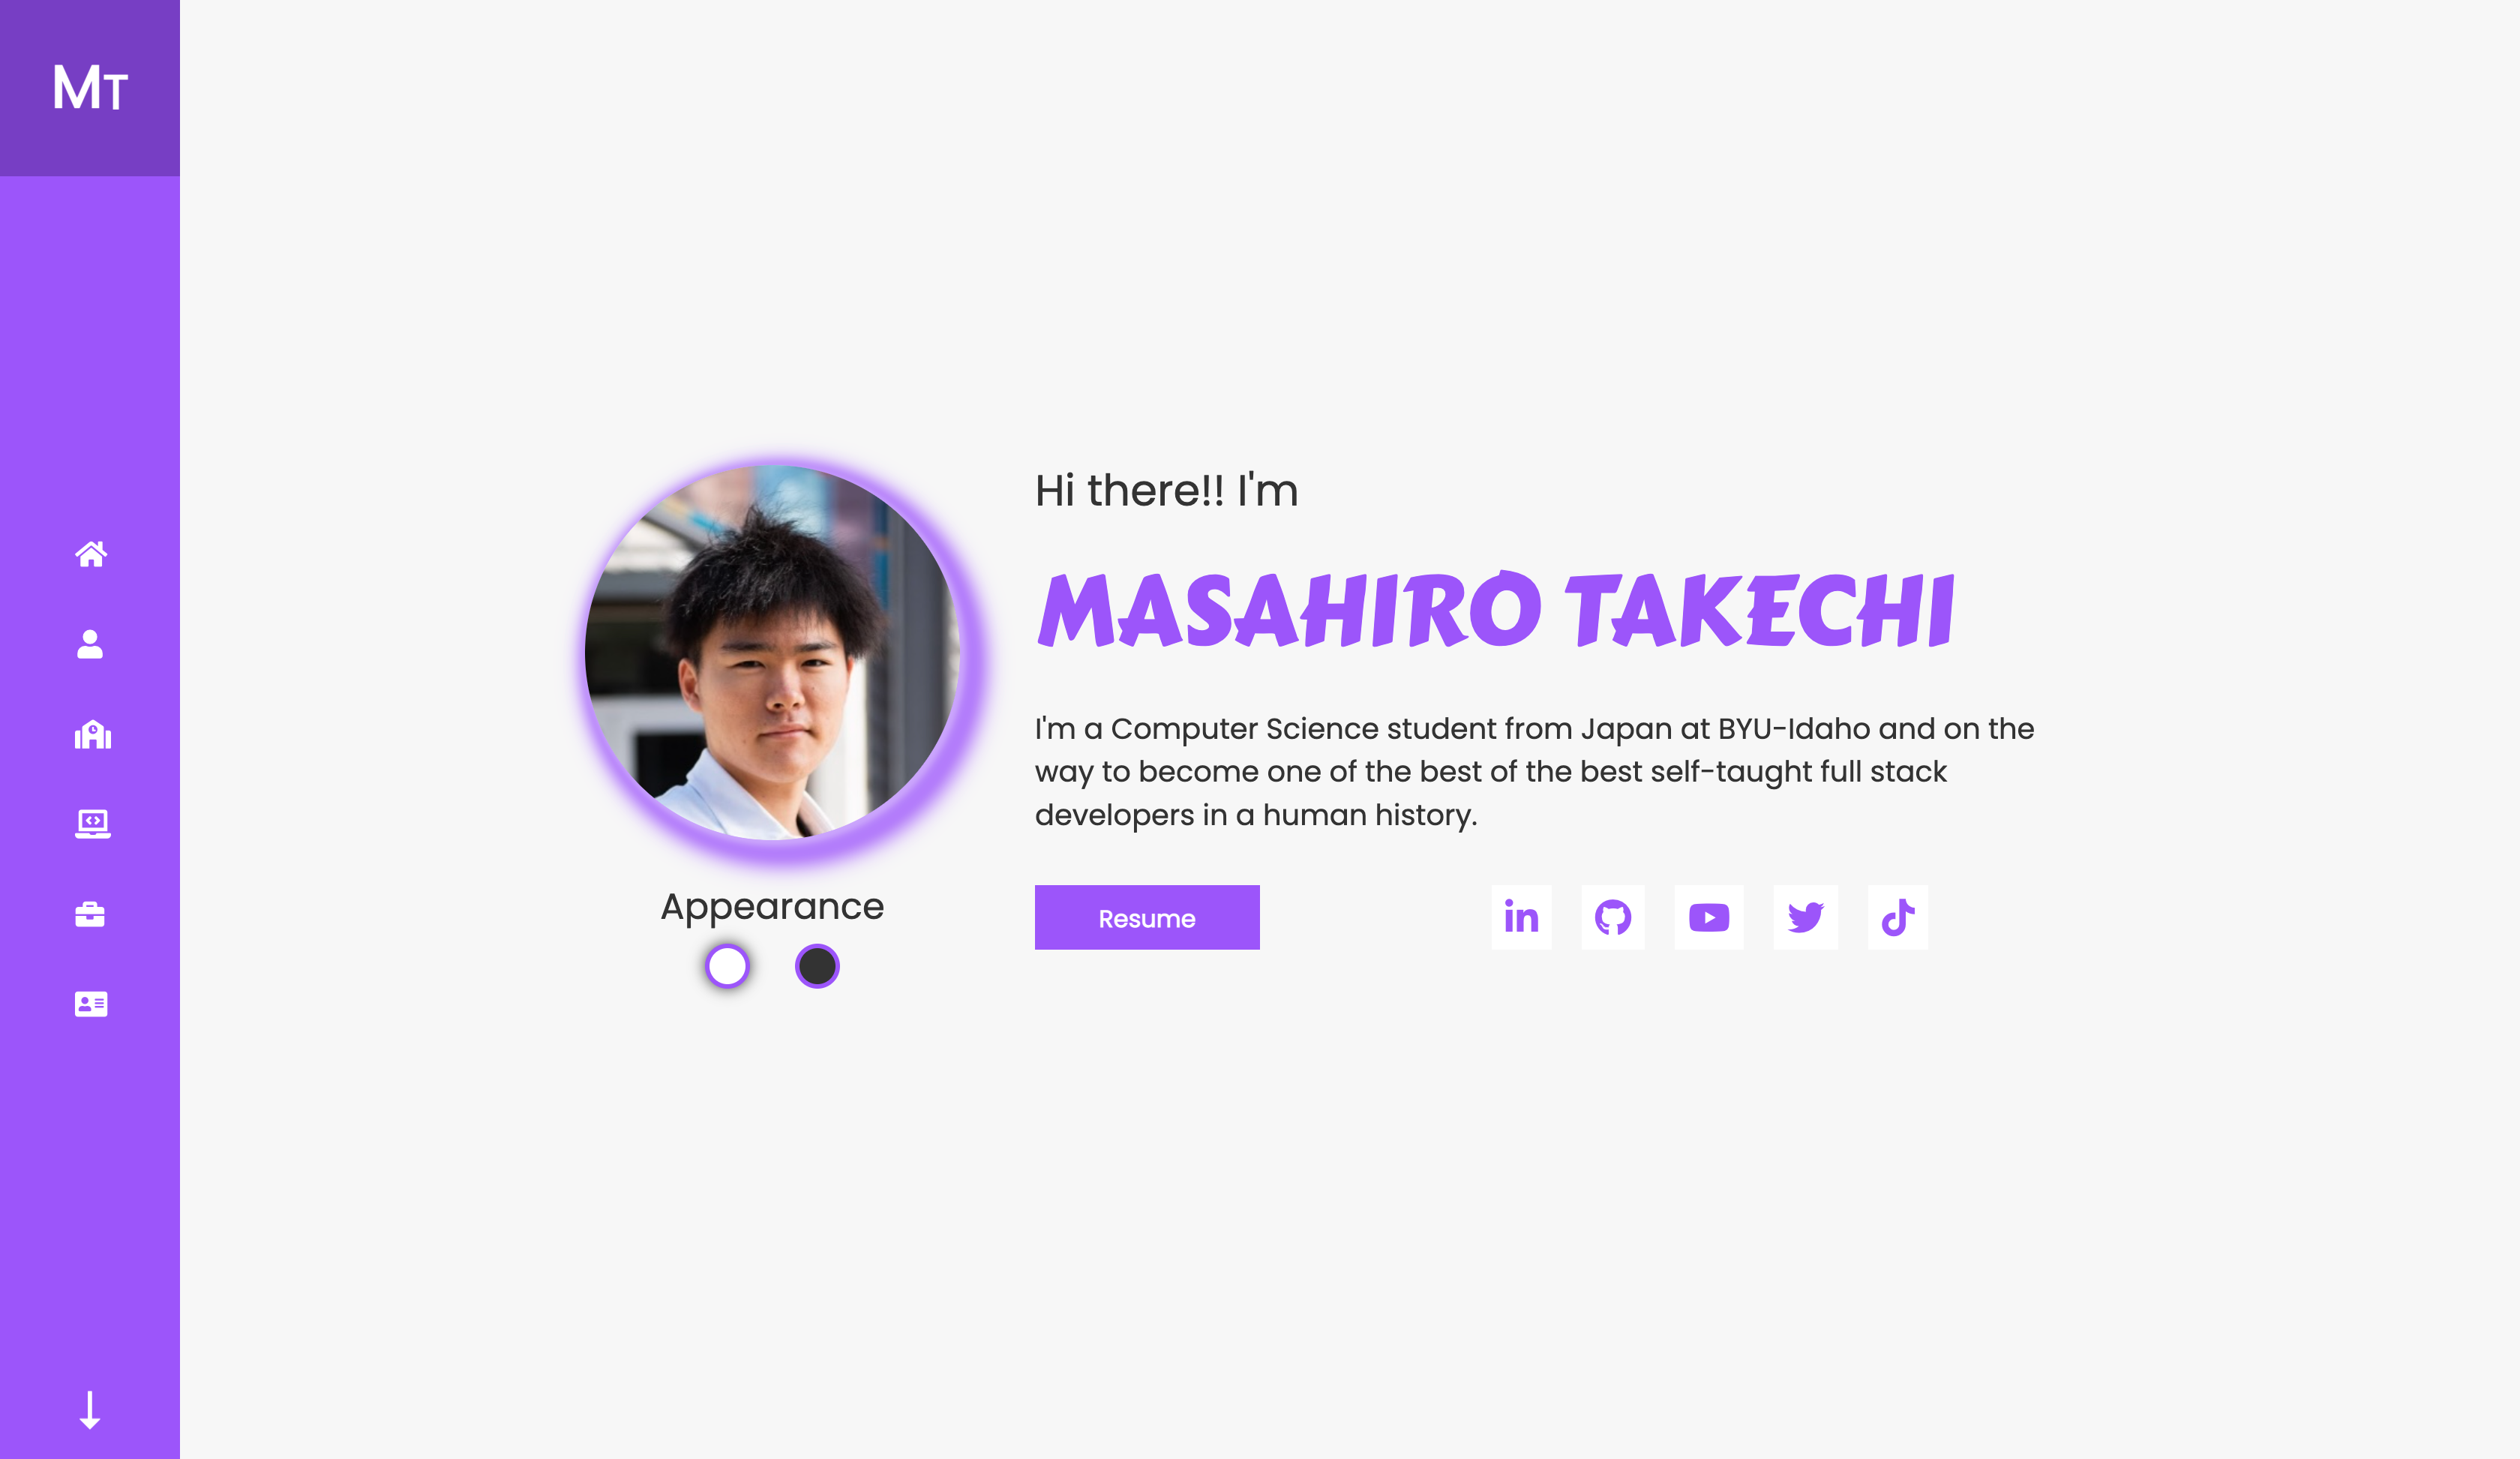 MT
Hi there!! I'm
MASAHIRO TAKECHI
I'm a Computer Science student from Japan at BYU-Idaho and on the
way to become one of the best of the best self-taught full stack
developers in a human history.
Appearance
Resume
in